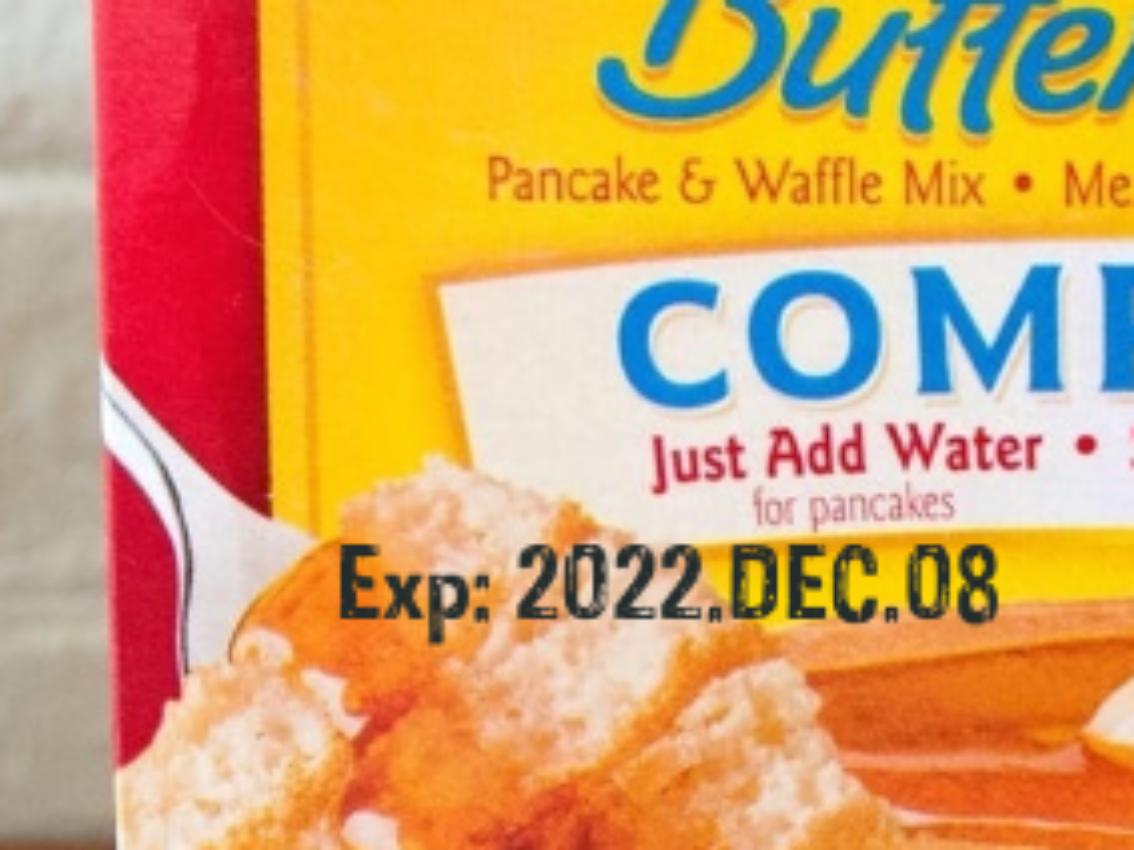 Butte
Pancake & Waffle Mix • Me
COM
Just Add Water •
for pancakes
Exp: 2022.DEC.08